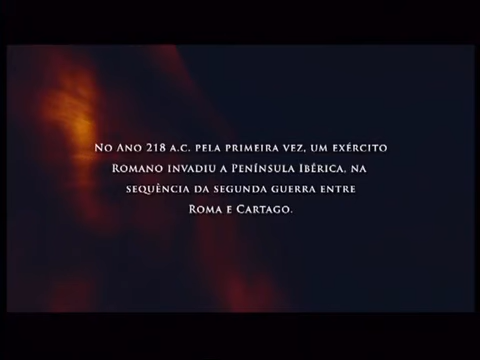 No Ano 218 a.c. pela primeira vez, um exército
Romano invadiu a Península Ibérica, na
sequência da segunda guerra entre
Roma e Cartago.